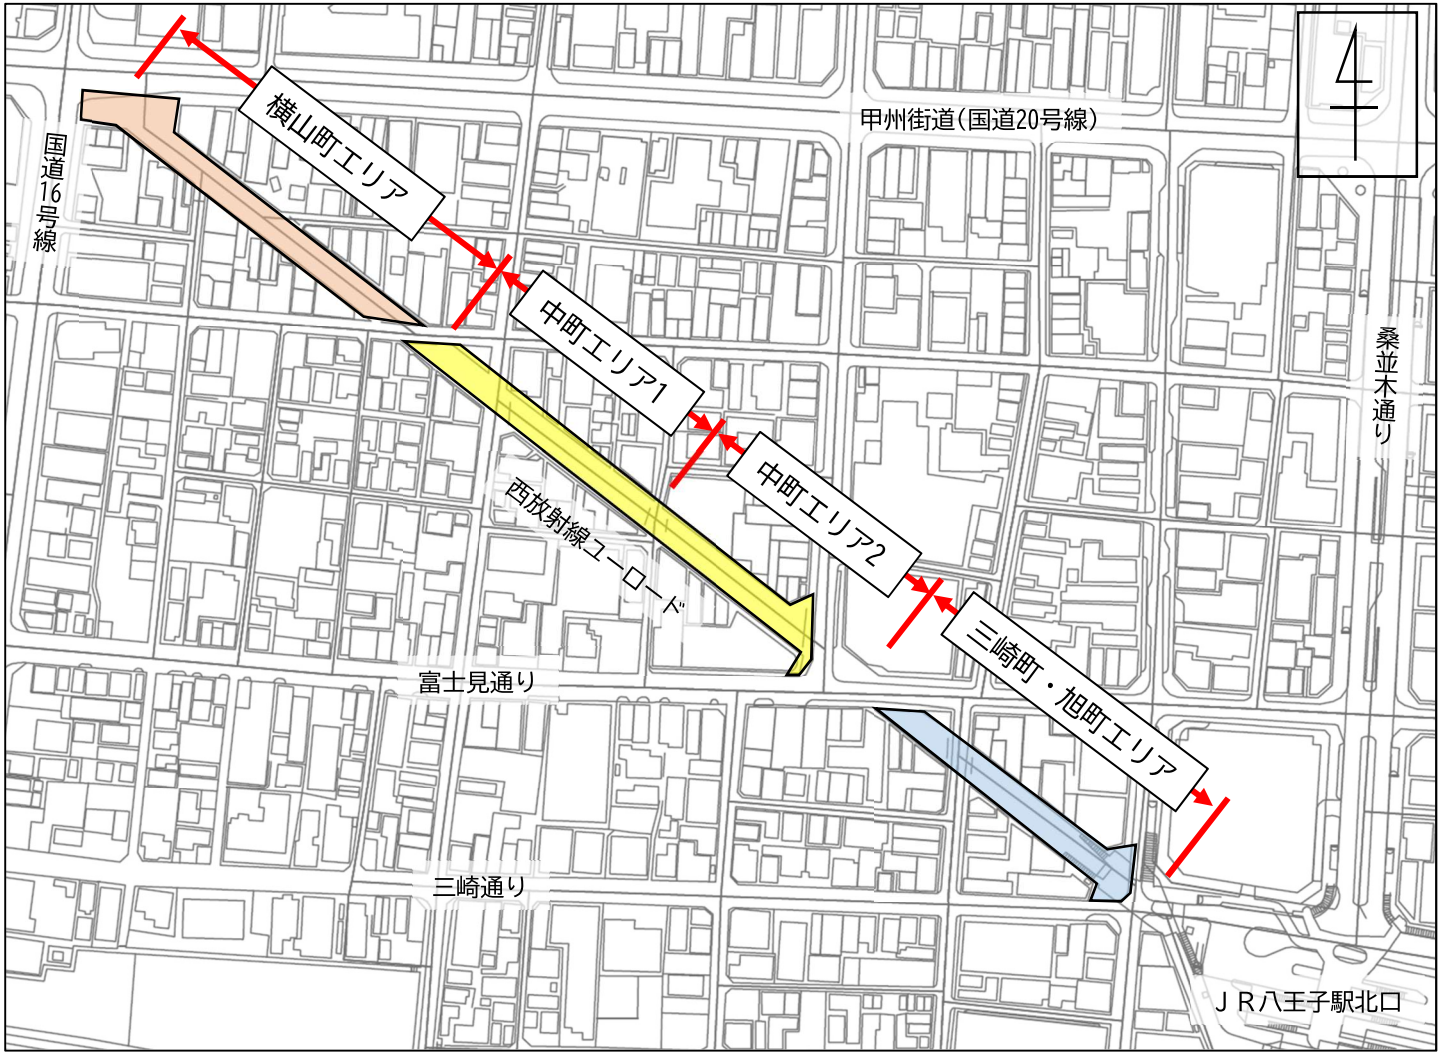 横山町エリア
甲州街道(国道20号線)
国道16号線
中町エリア1
桑並木通り
中町エリア2
西放射線ユーロード
三崎町・旭町エリア
富士見通り
三崎通り
ＪＲ八王子駅北口